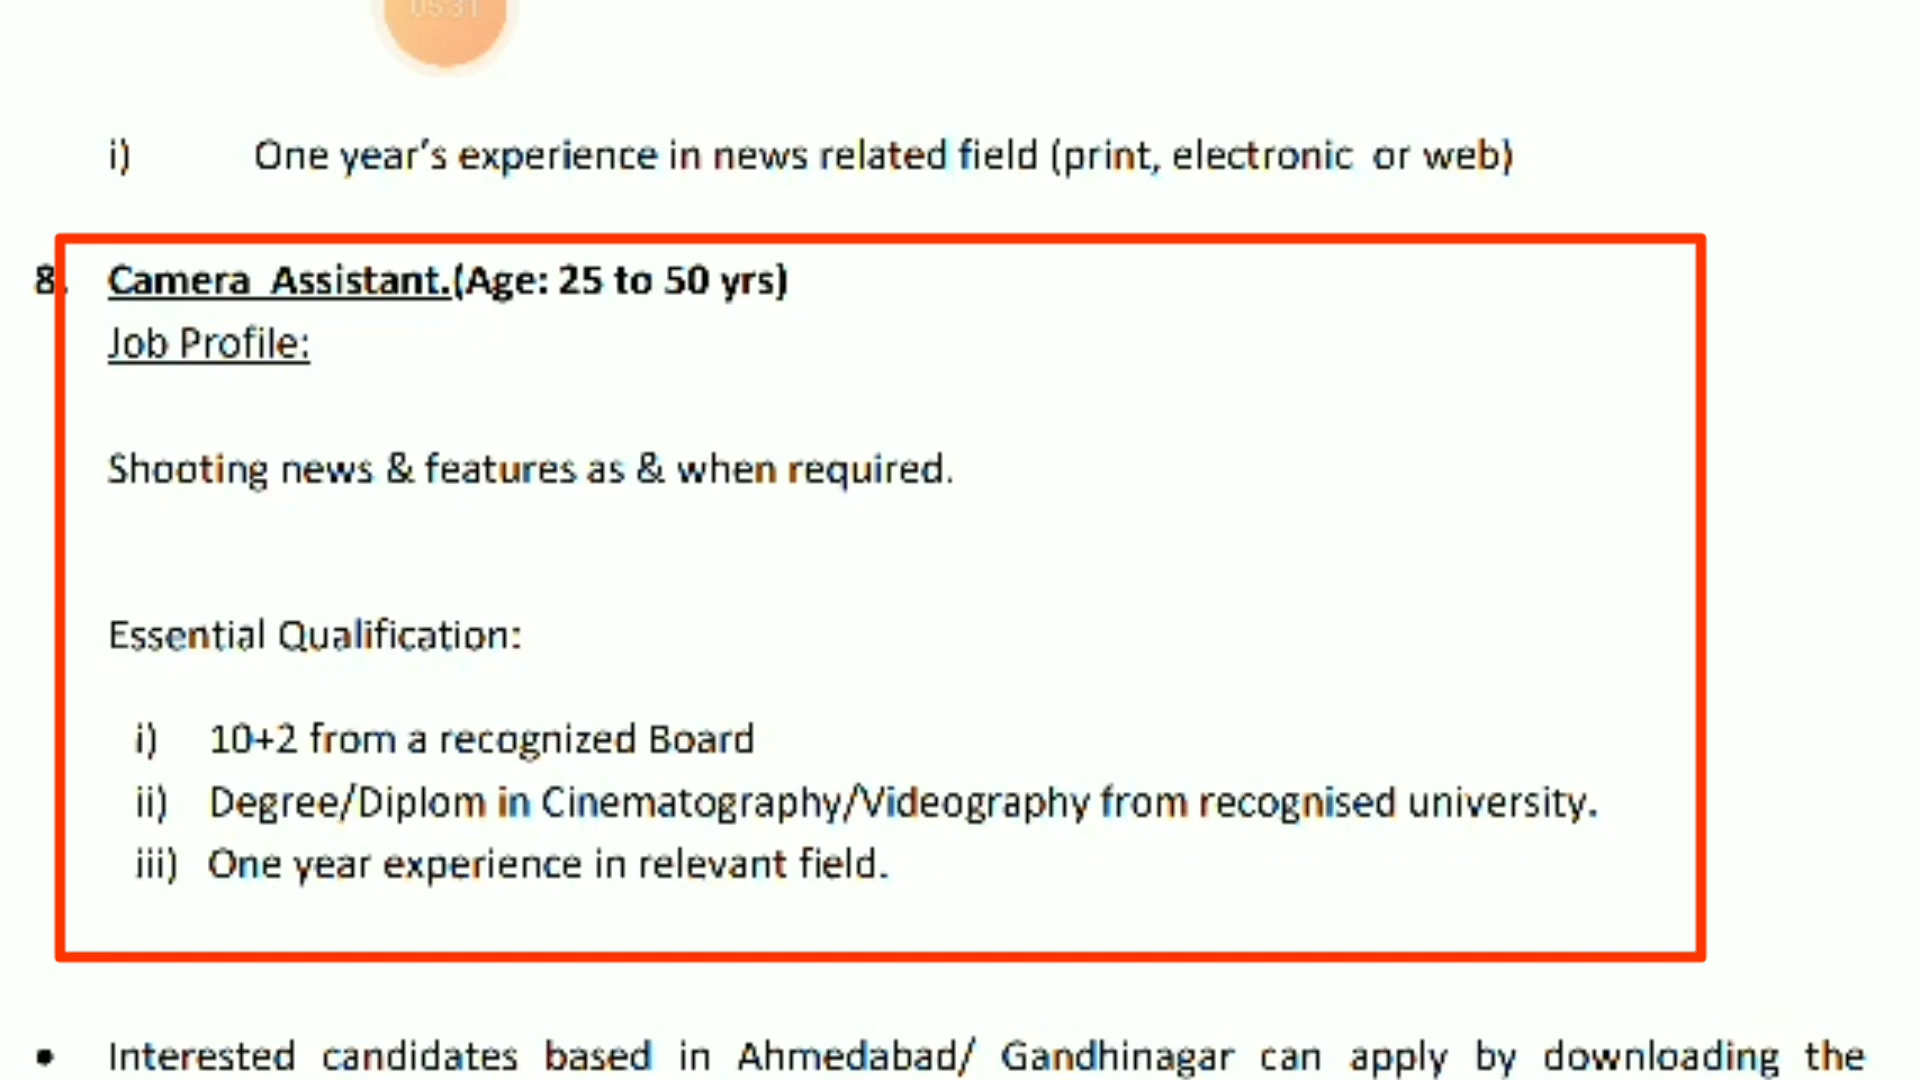 05:31
i) One year's experience in news related field (print, electronic or web)
8. Camera Assistant.(Age: 25 to 50 yrs)
Job Profile:
Shooting news & features as & when required.
Essential Qualification:
i) 10+2 from a recognized Board
ii) Degree/Diplom in Cinematography/Videography from recognised university.
iii) One year experience in relevant field.
• Interested candidates based in Ahmedabad/ Gandhinagar can apply by downloading the